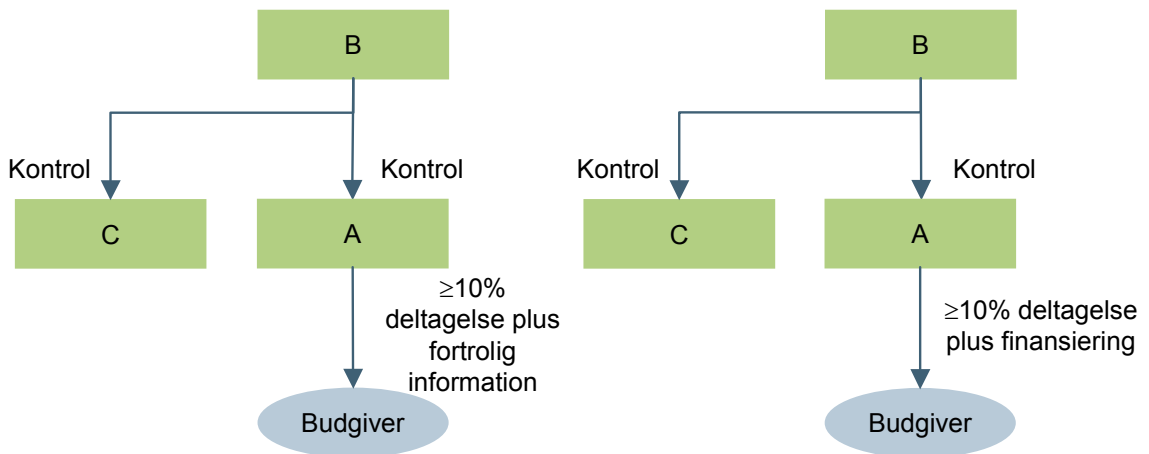 B
Kontrol
Kontrol
C
A
≥10%
deltagelse plus
fortrolig
information
Budgiver
B
Kontrol
Kontrol
C
A
≥10% deltagelse
plus finansiering
Budgiver